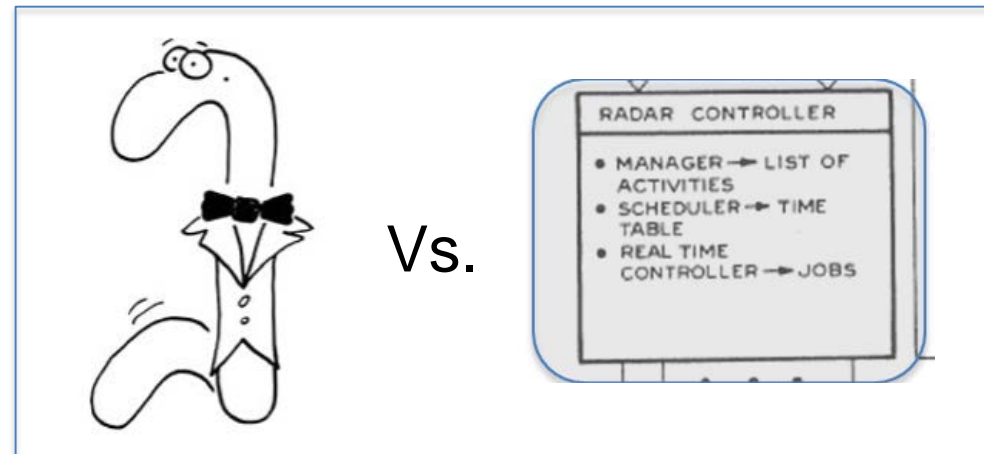 Vs.
RADAR CONTROLLER
• MANAGER → LIST OF
ACTIVITIES
• SCHEDULER → TIME
TABLE
• REAL TIME
CONTROLLER → JOBS